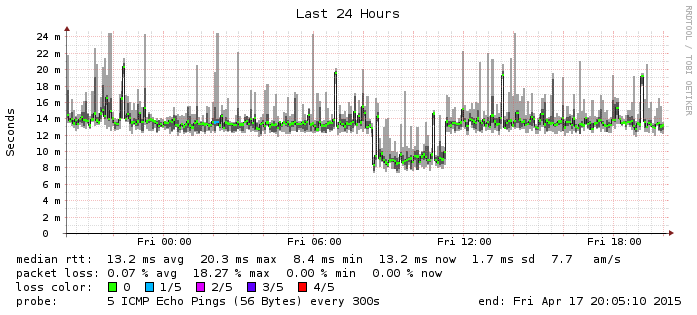 Last 24 Hours
RRDTOOL / TOBI OETIKER
Seconds
24 m
22 m
20 m
18 m
16 m
14 m
12 m
10 m
8 m
6 m
4 m
2 m
0
Fri 00:00 Fri 06:00 Fri 12:00 Fri 18:00
median rtt: 13.2 ms avg 20.3 ms max 8.4 ms min 13.2 ms now 1.7 ms sd 7.7 am/s
packet loss: 0.07 % avg 18.27 % max 0.00 % min 0.00 % now
loss color: 0 1/5 2/5 3/5 4/5
probe: 5 ICMP Echo Pings (56 Bytes) every 300s end: Fri Apr 17 20:05:10 2015